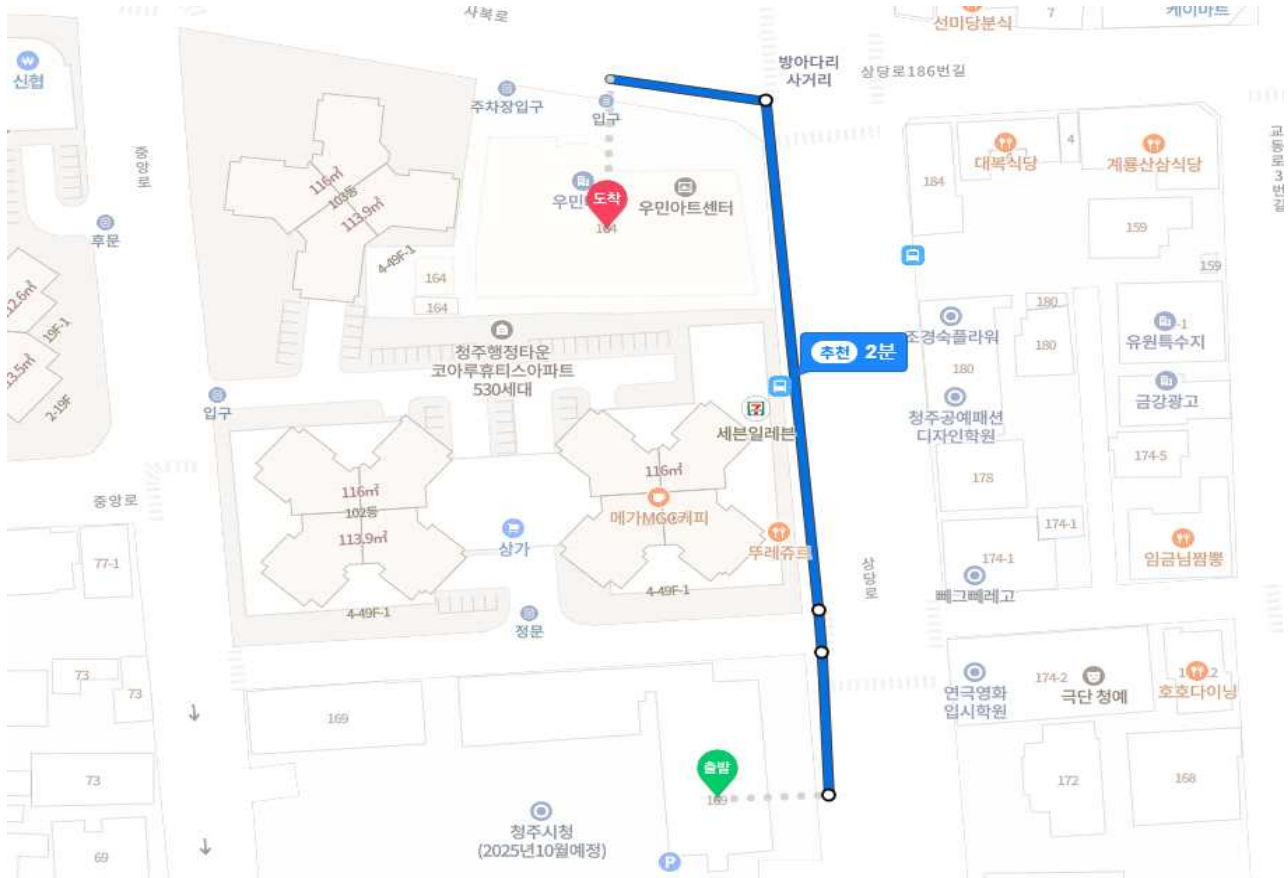 사북로
선미당분식
7
케이마트
방아다리
사거리
상당로186번길
신협
주차장입구
입구
교동로3번길
중앙로
116㎡
103동
113.9㎡
4-49F-1
우민
도착
184
우민아트센터
대복식당
4
계룡산삼식당
184
159
159
후문
164
164
12.6㎡
19F-1
13.5㎡
2-19F
청주행정타운
코아루휴티스아파트
530세대
추천 2분
조경숙플라워
180
180
180
-1
유원특수지
금강광고
입구
세븐일레븐
청주공예패션
디자인학원
174-5
178
중앙로
116㎡
102동
113.9㎡
4-49F-1
116㎡
메가MGC커피
뚜레쥬르
4-49F-1
상가
정문
77-1
상당로
174-1
174-1
빼그빼레고
임금님짬뽕
73
73
73
69
169
연극영화
입시학원
174-2
극단 청예
호호다이닝
출발
169
172
168
청주시청
(2025년10월예정)
P